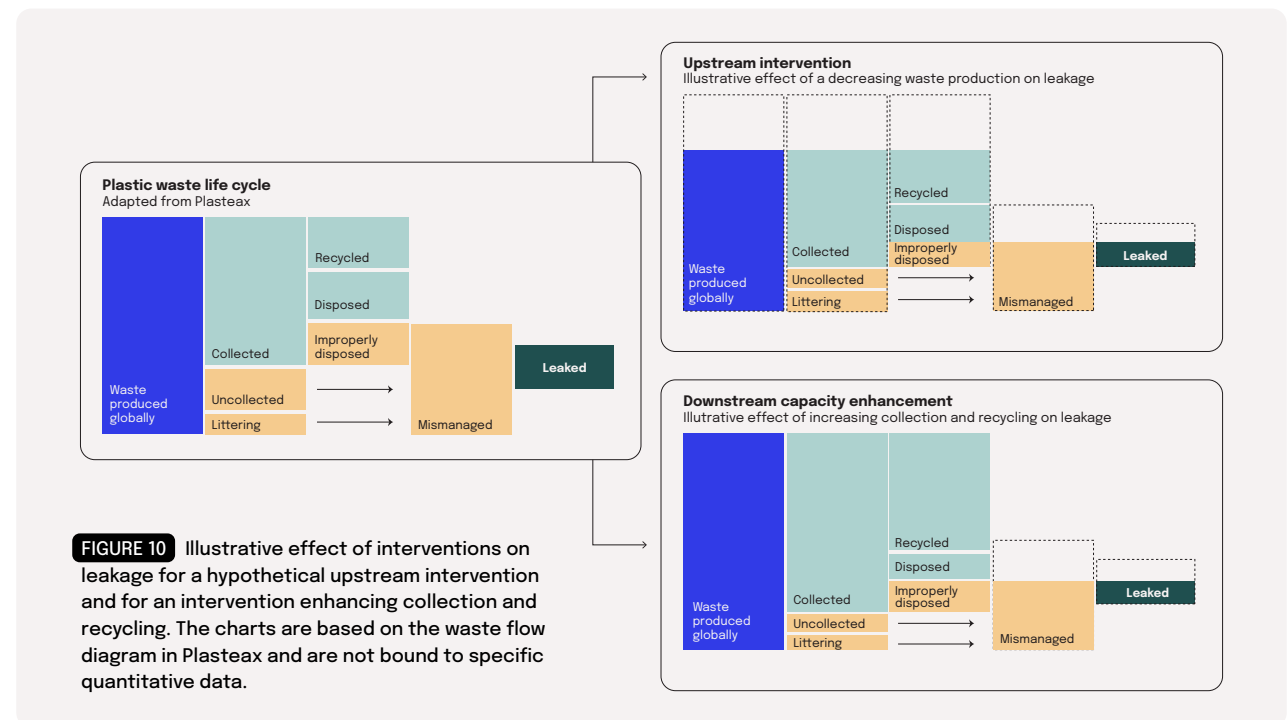 Plastic waste life cycle
Adapted from Plasteax
Recycled
Disposed
Improperly
disposed
Collected
Uncollected
Littering
Waste
produced
globally
Mismanaged
Leaked
Upstream intervention
Illustrative effect of a decreasing waste production on leakage
Recycled
Disposed
Improperly
disposed
Collected
Uncollected
Littering
Waste
produced
globally
Mismanaged
Leaked
Downstream capacity enhancement
Illutrative effect of increasing collection and recycling on leakage
Recycled
Disposed
Improperly
disposed
Collected
Uncollected
Littering
Waste
produced
globally
Mismanaged
Leaked
FIGURE 10 Illustrative effect of interventions on
leakage for a hypothetical upstream intervention
and for an intervention enhancing collection and
recycling. The charts are based on the waste flow
diagram in Plasteax and are not bound to specific
quantitative data.